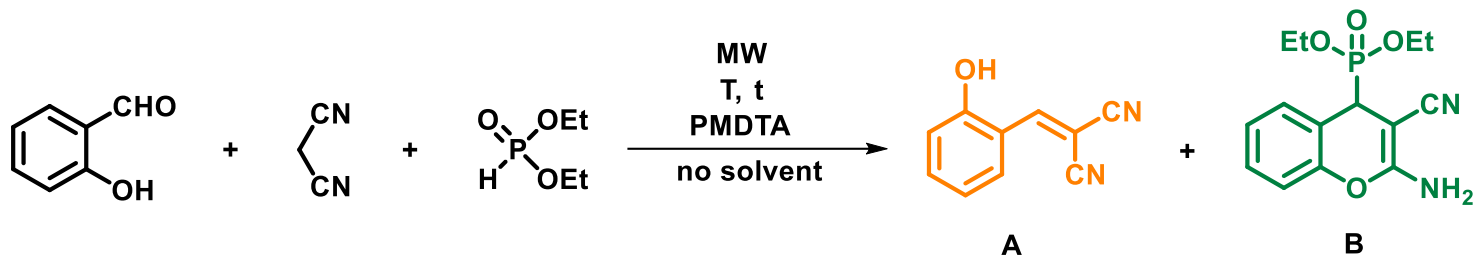 CHO
OH
+
CN
CN
+
O
P
H
OEt
OEt
MW
T, t
PMDTA
no solvent
OH
CN
CN
A
+
O
EtO
OEt
P
CN
O
NH₂
B